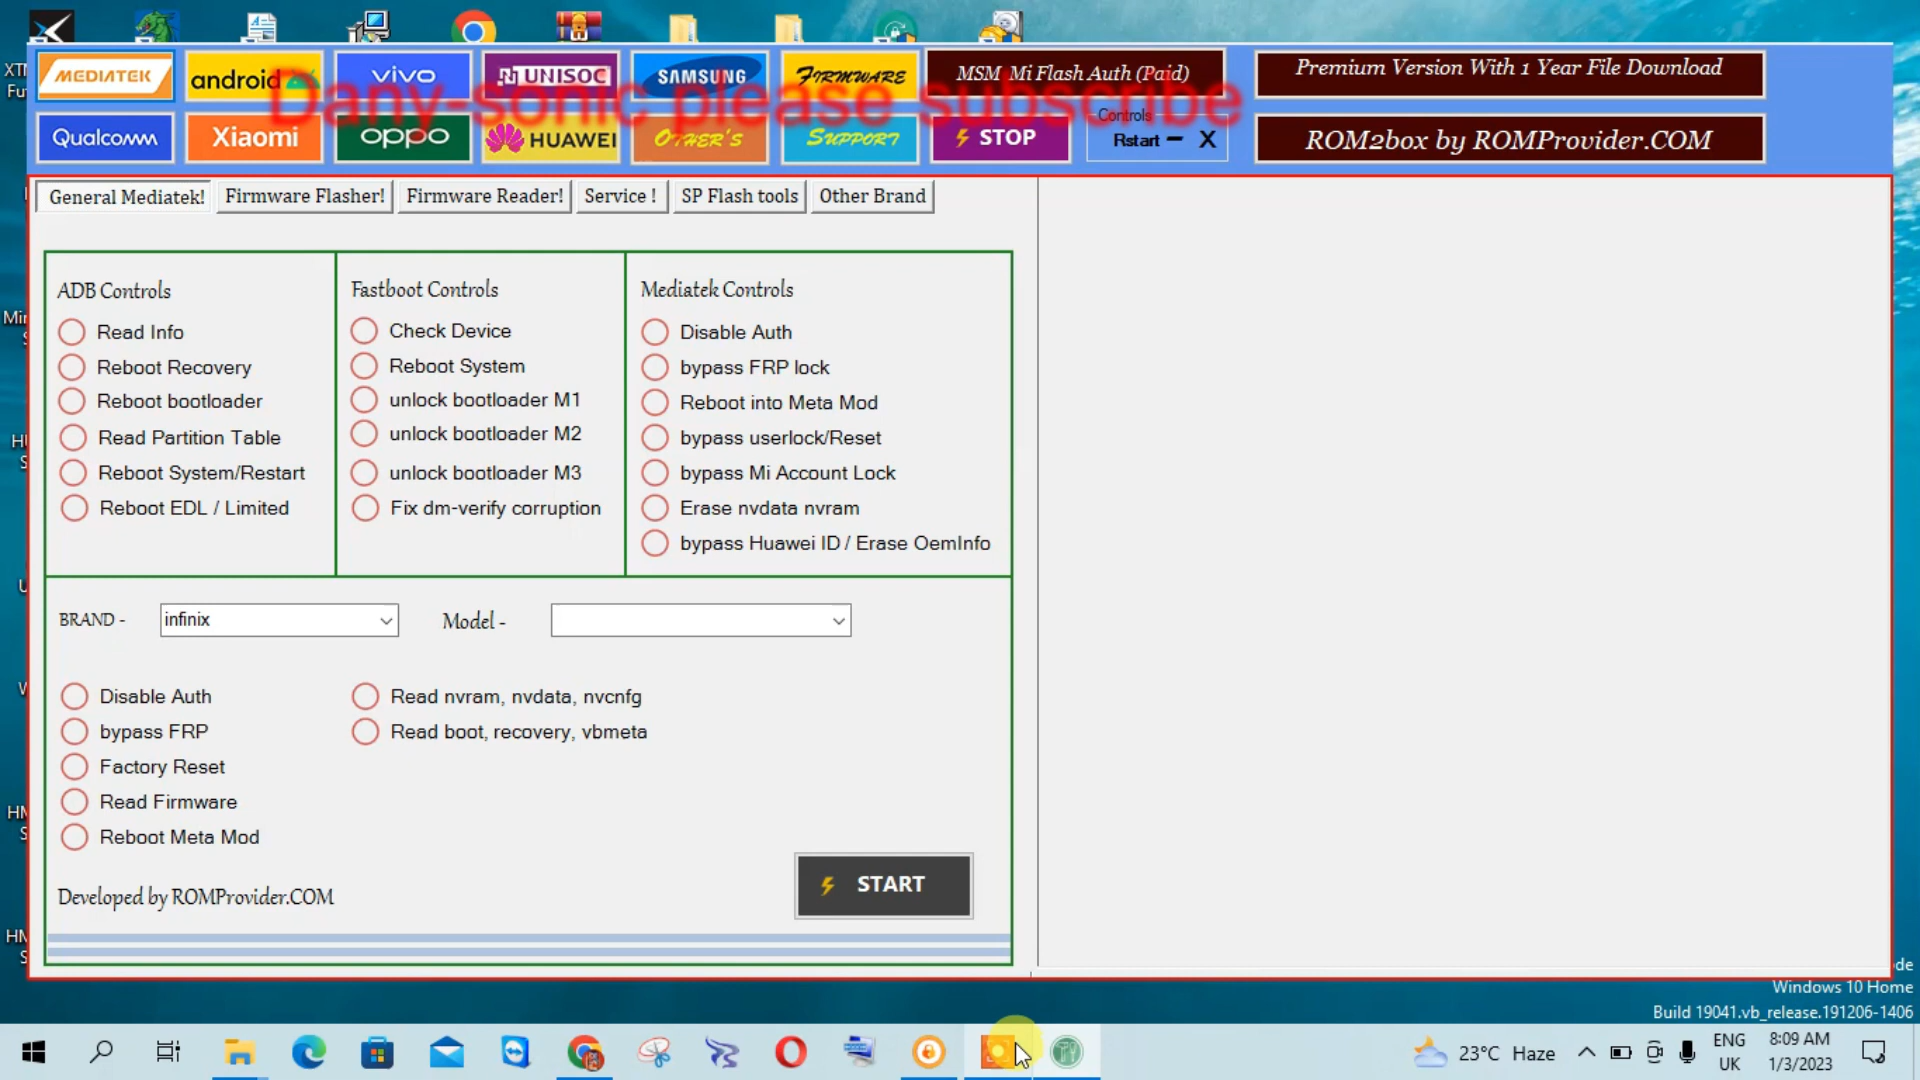 MEDIATEK
android
vivo
UNISOC
SAMSUNG
FIRMWARE
MSM Mi Flash Auth (Paid)
Premium Version With 1 Year File Download
Dany-sonic please subscribe
Qualcomm
Xiaomi
oppo
HUAWEI
OTHER'S
SUPPORT
STOP
Controls
Rstart
X
ROM2box by ROMProvider.COM
General Mediatek!
Firmware Flasher!
Firmware Reader!
Service !
SP Flash tools
Other Brand
ADB Controls
Read Info
Reboot Recovery
Reboot bootloader
Read Partition Table
Reboot System/Restart
Reboot EDL / Limited
Fastboot Controls
Check Device
Reboot System
unlock bootloader M1
unlock bootloader M2
unlock bootloader M3
Fix dm-verify corruption
Mediatek Controls
Disable Auth
bypass FRP lock
Reboot into Meta Mod
bypass userlock/Reset
bypass Mi Account Lock
Erase nvdata nvram
bypass Huawei ID / Erase OemInfo
BRAND -
infinix
Model -
Disable Auth
bypass FRP
Factory Reset
Read Firmware
Reboot Meta Mod
Read nvram, nvdata, nvcnfg
Read boot, recovery, vbmeta
START
Developed by ROMProvider.COM
Windows 10 Home
Build 19041.vb_release.191206-1406
23°C Haze
ENG
UK
8:09 AM
1/3/2023